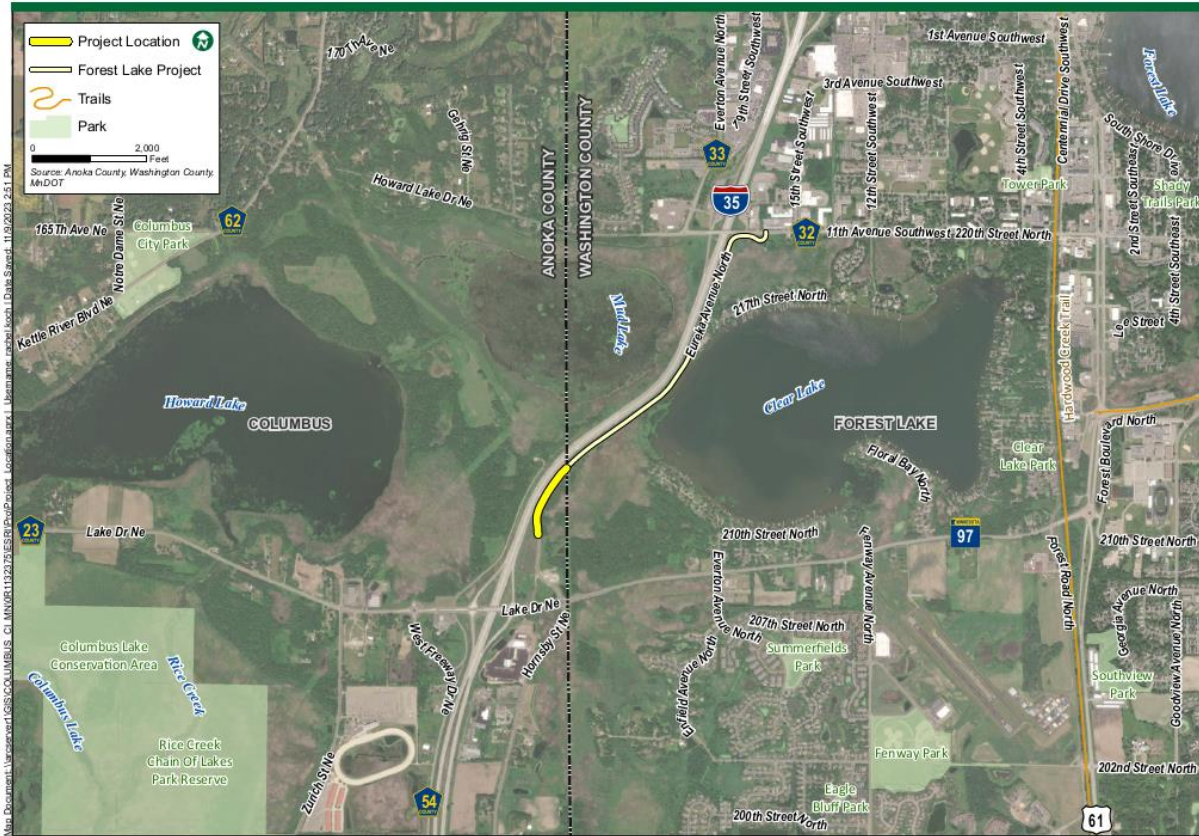 Project Location
N
Forest Lake Project
Trails
Park
0 2,000
Feet
Source: Anoka County, Washington County,
MnDOT
170Th Ave Ne
Gehrig St Ne
Howard Lake Dr Ne
165Th Ave Ne
Notre Dame St Ne
Columbus
City Park
62
COUNTY
Kettle River Blvd Ne
Howard Lake
COLUMBUS
23
COUNTY
Lake Dr Ne
Columbus Lake
Conservation Area
Rice Creek
Columbus Lake
Rice Creek
Chain Of Lakes
Park Reserve
Zurich St Ne
54
COUNTY
West Freeway Dr Ne
Lake Dr Ne
Hornsby St Ne
ANOKA COUNTY
WASHINGTON COUNTY
Mud Lake
Everton Avenue North
19th Street Southwest
33
COUNTY
35
15th Street Southwest
12th Street Southwest
32
COUNTY
11th Avenue Southwest
220th Street North
1st Avenue Southwest
3rd Avenue Southwest
4th Street Southwest
Centennial Drive Southwest
Forest Lake
South Shore Drive
2nd Street Southeast
Shady
Trails Park
4th Street Southeast
Tower Park
Eureka Avenue North
217th Street North
Clear Lake
FOREST LAKE
Hardwood Creek Trail
Lee Street
Forest Boulevard North
Clear
Lake Park
Floral Bay North
210th Street North
MINNESOTA
97
210th Street North
Everton Avenue North
Fenway Avenue North
207th Street North
Summerfields
Park
Enfield Avenue North
Forest Road North
Georgia Avenue North
Goodview Avenue North
Southview
Park
Fenway Park
Eagle
Bluff Park
200th Street North
202nd Street North
61